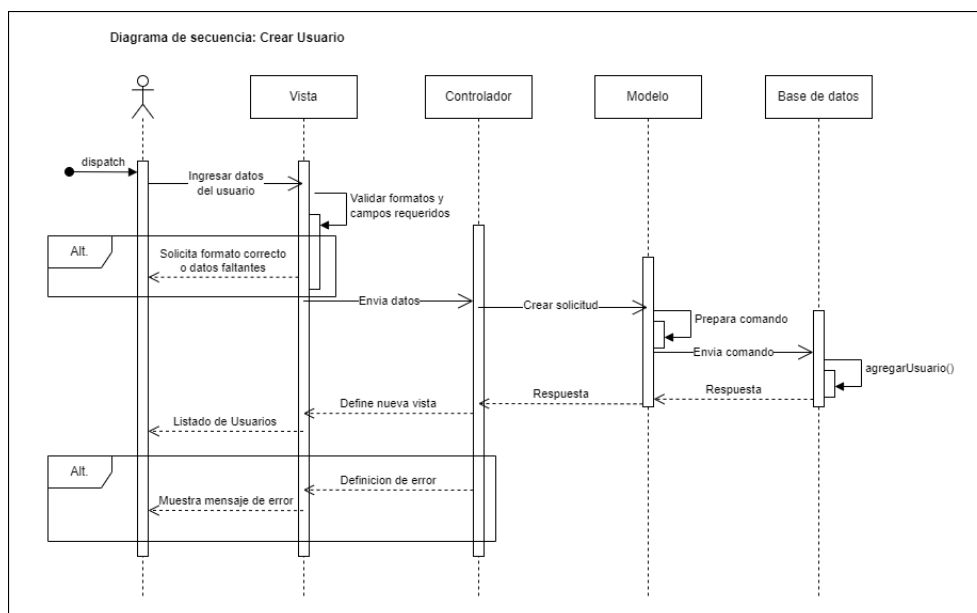 Diagrama de secuencia: Crear Usuario
Vista
Controlador
Modelo
Base de datos
dispatch
Ingresar datos
del usuario
Validar formatos y
campos requeridos
Alt.
Solicita formato correcto
o datos faltantes
Envia datos
Crear solicitud
Prepara comando
Envia comando
agregarUsuario()
Respuesta
Respuesta
Define nueva vista
Listado de Usuarios
Alt.
Definicion de error
Muestra mensaje de error